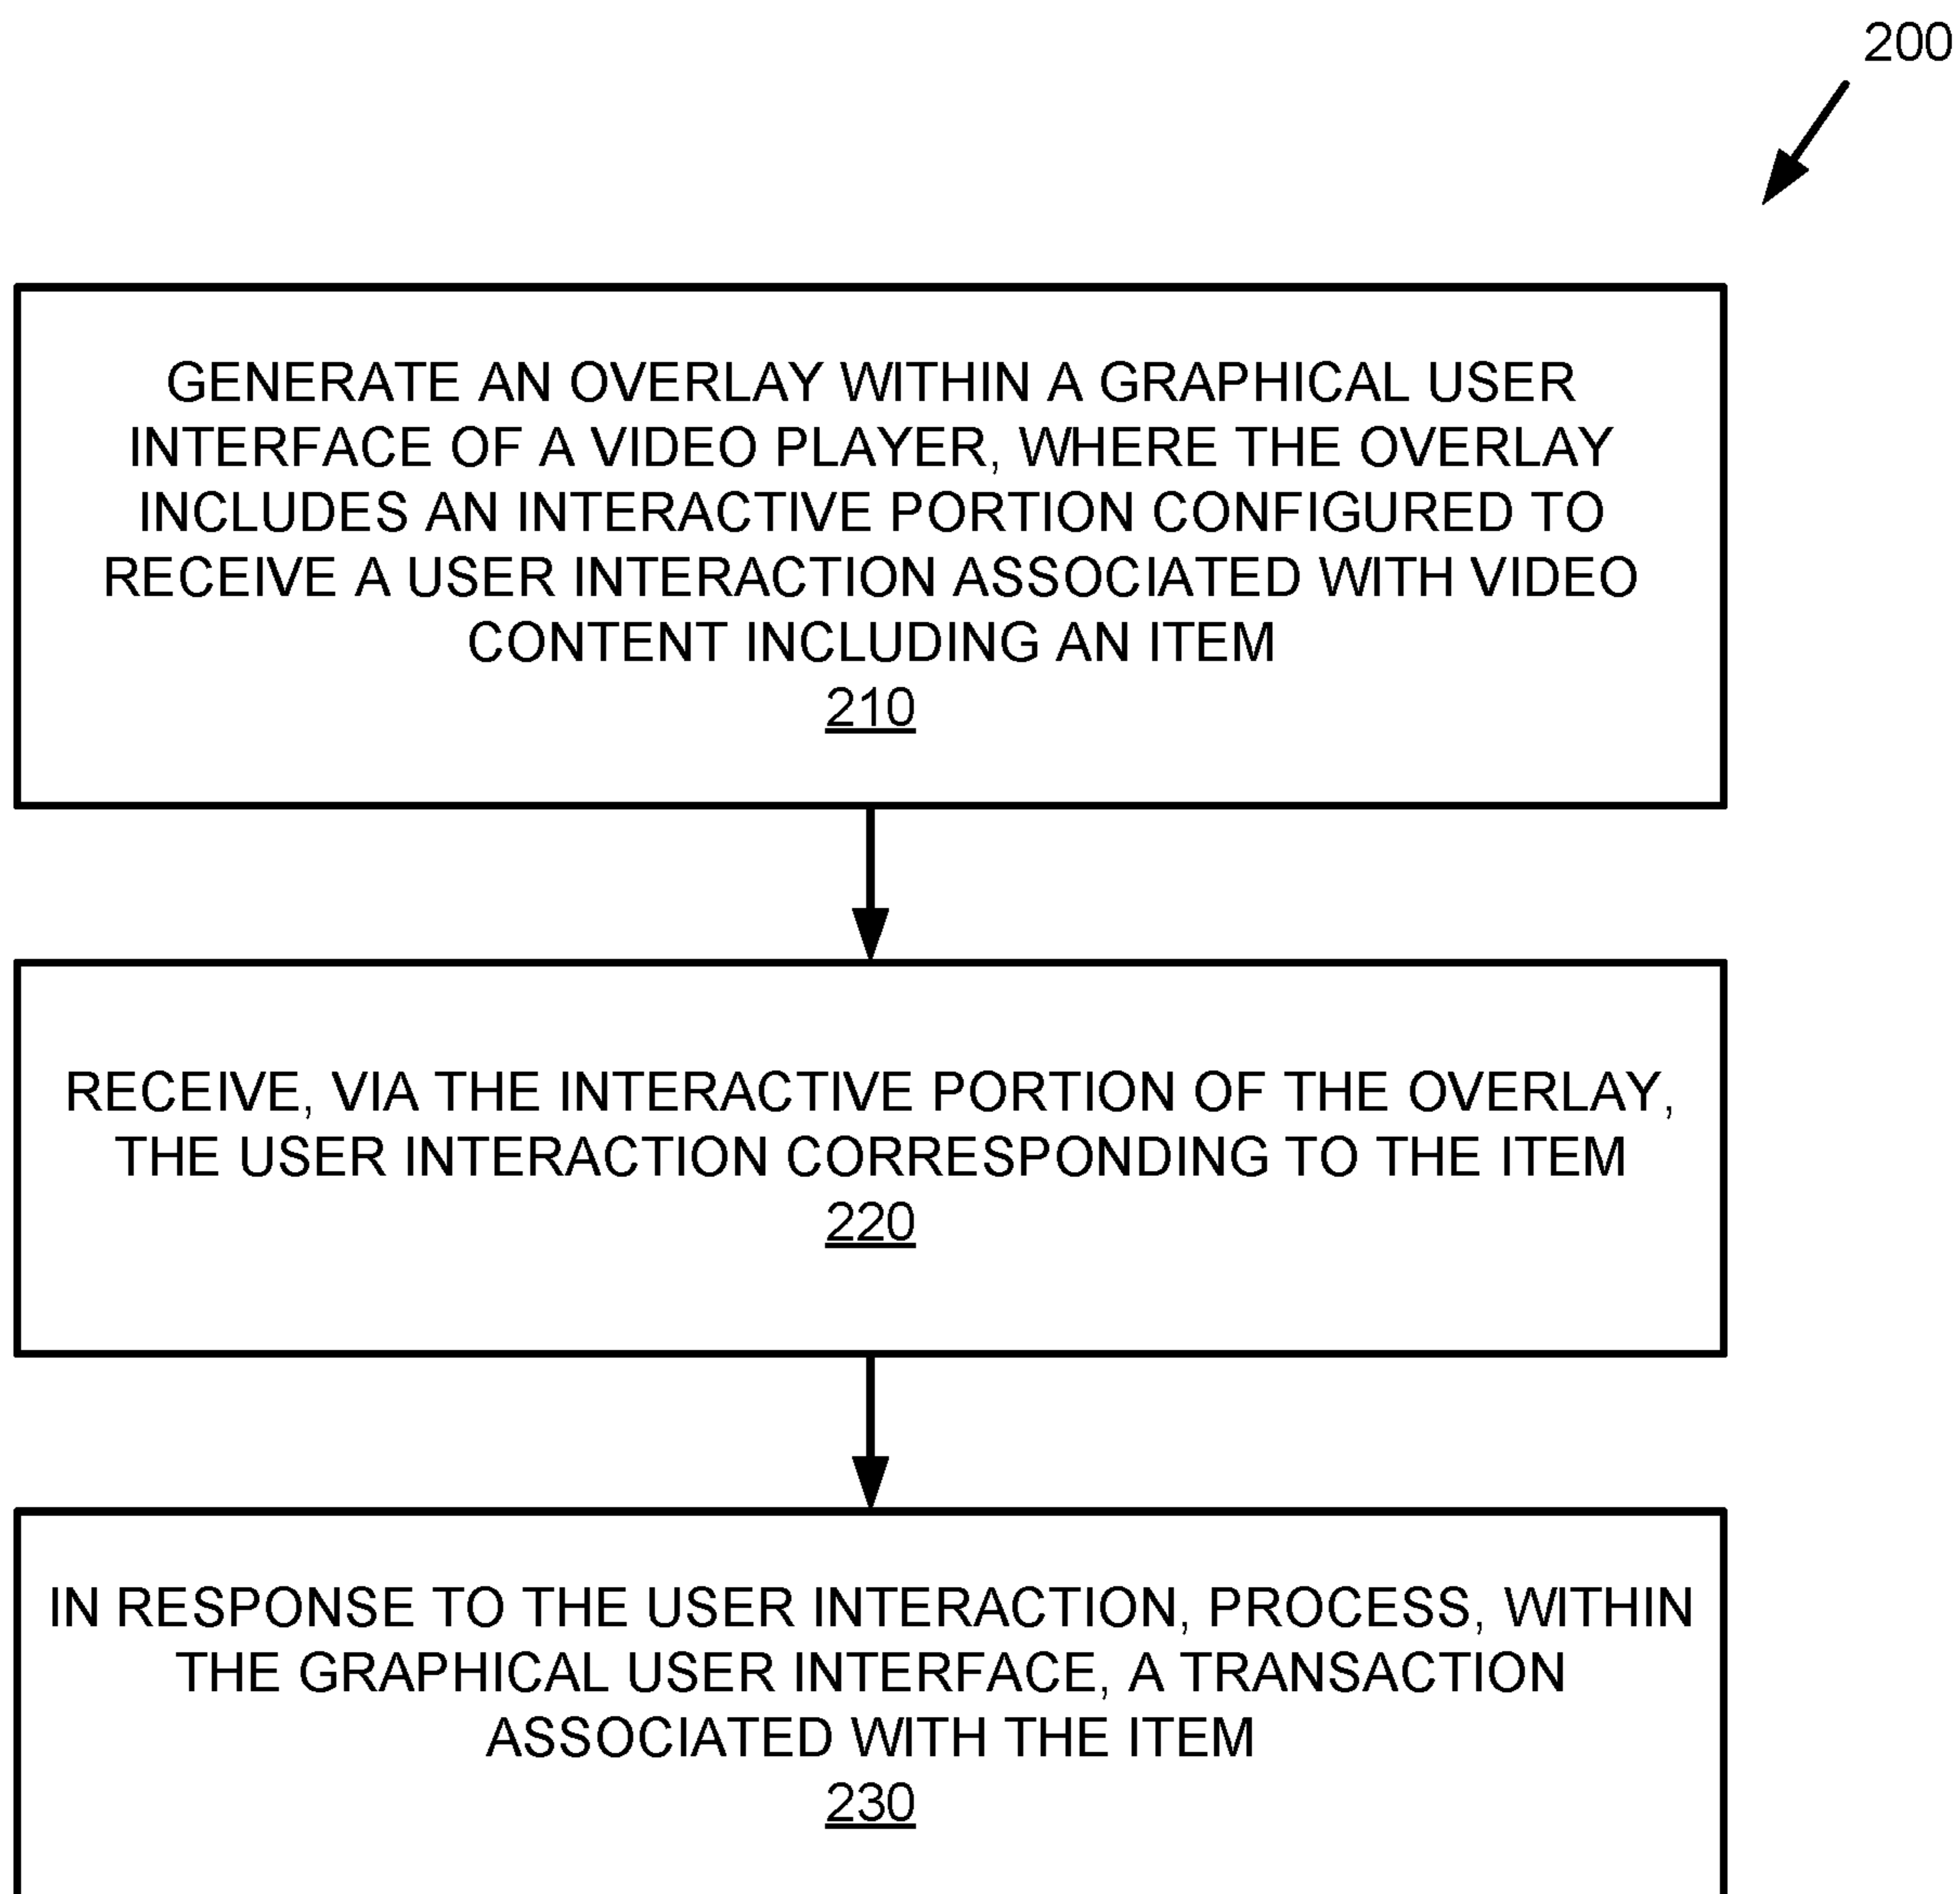 200
GENERATE AN OVERLAY WITHIN A GRAPHICAL USER
INTERFACE OF A VIDEO PLAYER, WHERE THE OVERLAY
INCLUDES AN INTERACTIVE PORTION CONFIGURED TO
RECEIVE A USER INTERACTION ASSOCIATED WITH VIDEO
CONTENT INCLUDING AN ITEM
210
RECEIVE, VIA THE INTERACTIVE PORTION OF THE OVERLAY,
THE USER INTERACTION CORRESPONDING TO THE ITEM
220
IN RESPONSE TO THE USER INTERACTION, PROCESS, WITHIN
THE GRAPHICAL USER INTERFACE, A TRANSACTION
ASSOCIATED WITH THE ITEM
230